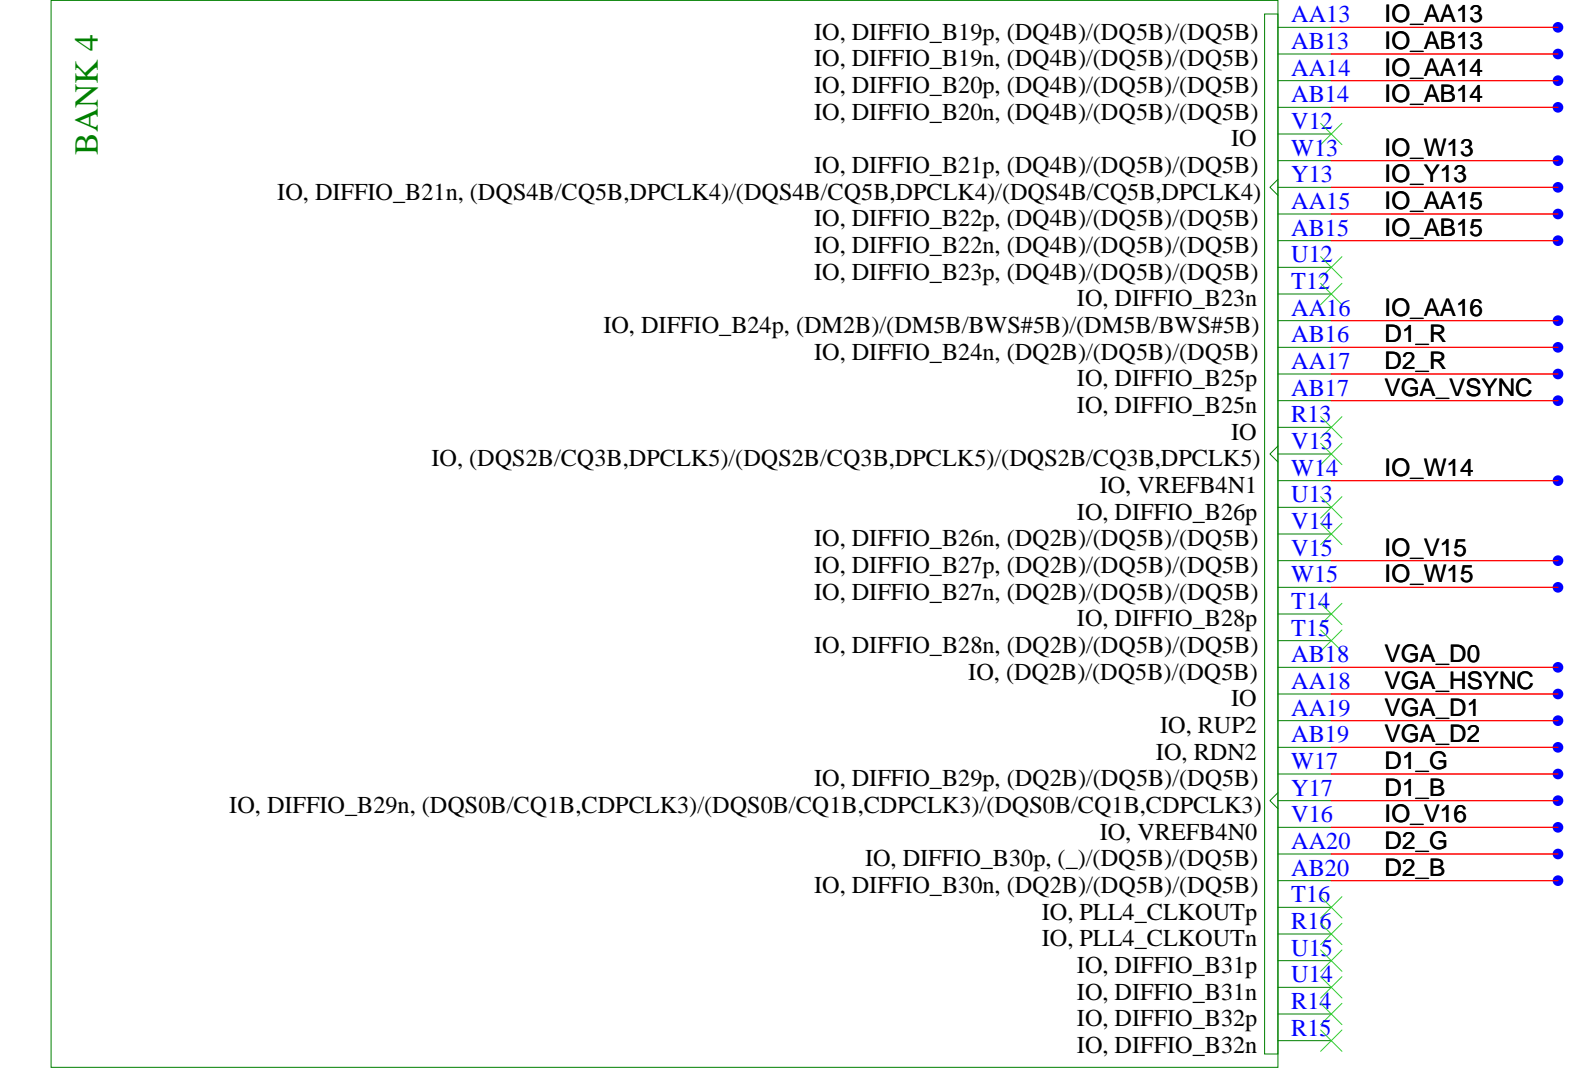 BANK 4
IO, DIFFIO_B19p, (DQ4B)/(DQ5B)/(DQ5B) AA13 IO_AA13
IO, DIFFIO_B19n, (DQ4B)/(DQ5B)/(DQ5B) AB13 IO_AB13
IO, DIFFIO_B20p, (DQ4B)/(DQ5B)/(DQ5B) AA14 IO_AA14
IO, DIFFIO_B20n, (DQ4B)/(DQ5B)/(DQ5B) AB14 IO_AB14
IO V12
IO, DIFFIO_B21p, (DQ4B)/(DQ5B)/(DQ5B) W13 IO_W13
IO, DIFFIO_B21n, (DQS4B/CQ5B,DPCLK4)/(DQS4B/CQ5B,DPCLK4)/(DQS4B/CQ5B,DPCLK4) Y13 IO_Y13
IO, DIFFIO_B22p, (DQ4B)/(DQ5B)/(DQ5B) AA15 IO_AA15
IO, DIFFIO_B22n, (DQ4B)/(DQ5B)/(DQ5B) AB15 IO_AB15
IO, DIFFIO_B23p, (DQ4B)/(DQ5B)/(DQ5B) U12
IO, DIFFIO_B23n T12
IO, DIFFIO_B24p, (DM2B)/(DM5B/BWS#5B)/(DM5B/BWS#5B) AA16 IO_AA16
IO, DIFFIO_B24n, (DQ2B)/(DQ5B)/(DQ5B) AB16 D1_R
IO, DIFFIO_B25p AA17 D2_R
IO, DIFFIO_B25n AB17 VGA_VSYNC
IO R13
IO, (DQS2B/CQ3B,DPCLK5)/(DQS2B/CQ3B,DPCLK5)/(DQS2B/CQ3B,DPCLK5) V13
IO, VREFB4N1 W14 IO_W14
IO, DIFFIO_B26p U13
IO, DIFFIO_B26n, (DQ2B)/(DQ5B)/(DQ5B) V14
IO, DIFFIO_B27p, (DQ2B)/(DQ5B)/(DQ5B) V15 IO_V15
IO, DIFFIO_B27n, (DQ2B)/(DQ5B)/(DQ5B) W15 IO_W15
IO, DIFFIO_B28p T14
IO, DIFFIO_B28n, (DQ2B)/(DQ5B)/(DQ5B) T15
IO, (DQ2B)/(DQ5B)/(DQ5B) AB18 VGA_D0
IO AA18 VGA_HSYNC
IO, RUP2 AA19 VGA_D1
IO, RDN2 AB19 VGA_D2
IO, DIFFIO_B29p, (DQ2B)/(DQ5B)/(DQ5B) W17 D1_G
IO, DIFFIO_B29n, (DQS0B/CQ1B,CDPCLK3)/(DQS0B/CQ1B,CDPCLK3)/(DQS0B/CQ1B,CDPCLK3) Y17 D1_B
IO, VREFB4N0 V16 IO_V16
IO, DIFFIO_B30p, (_)/(DQ5B)/(DQ5B) AA20 D2_G
IO, DIFFIO_B30n, (DQ2B)/(DQ5B)/(DQ5B) AB20 D2_B
IO, PLL4_CLKOUTp T16
IO, PLL4_CLKOUTn R16
IO, DIFFIO_B31p U15
IO, DIFFIO_B31n U14
IO, DIFFIO_B32p R14
IO, DIFFIO_B32n R15